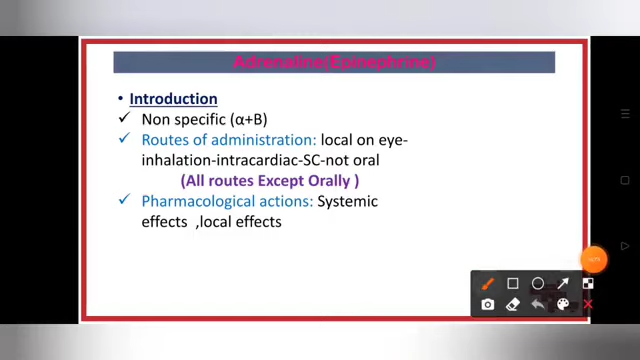 Adrenaline(Epinephrine)
• Introduction
✓ Non specific (α+B)
✓ Routes of administration: local on eye-
inhalation-intracardiac-SC-not oral
(All routes Except Orally )
✓ Pharmacological actions: Systemic
effects ,local effects